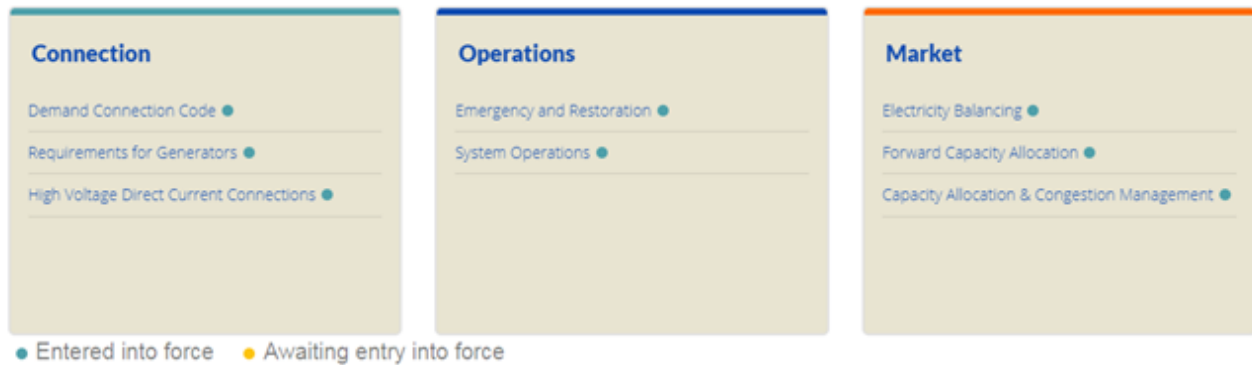 Connection
Demand Connection Code
Requirements for Generators
High Voltage Direct Current Connections
Operations
Emergency and Restoration
System Operations
Market
Electricity Balancing
Forward Capacity Allocation
Capacity Allocation & Congestion Management
Entered into force
Awaiting entry into force